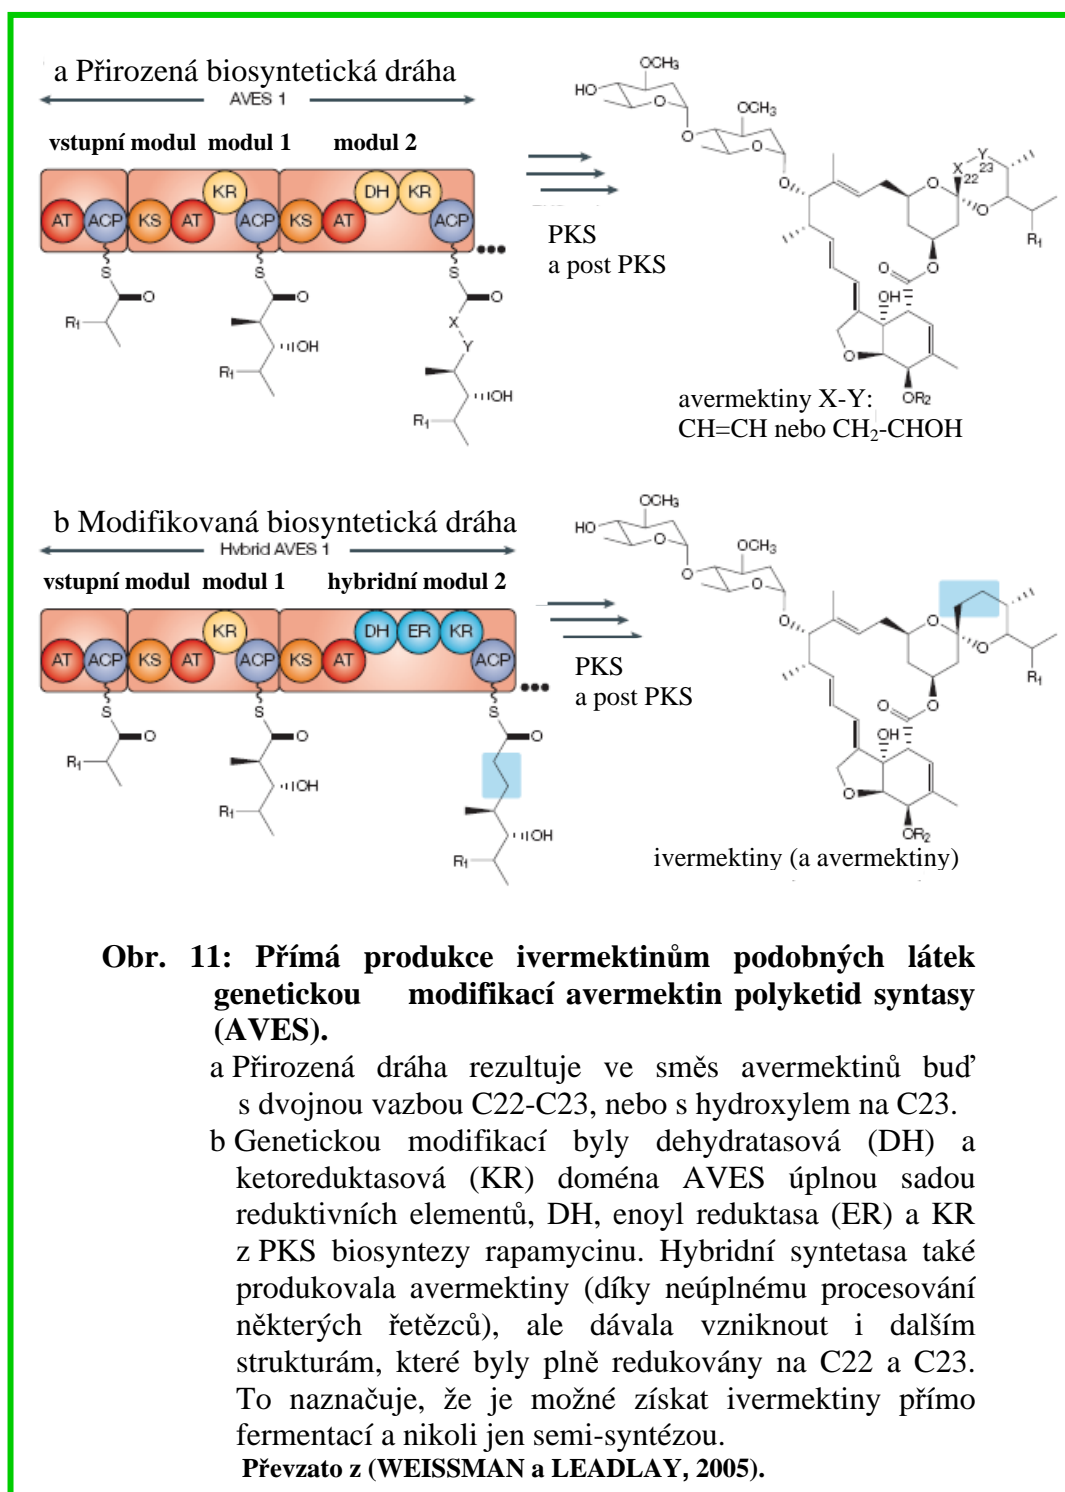 a Přirozená biosyntetická dráha
AVES 1
vstupní modul modul 1 modul 2
KR DH KR
AT ACP KS AT ACP KS AT ACP
S S S
O O O
R1
X
Y
OH
R1
OH
R1
PKS
a post PKS
OCH3
HO
O
OCH3
O
O
O
Y
23
X
22
O
O
R1
O
O
OH
O
OR2
avermektiny X-Y:
CH=CH nebo CH2-CHOH
b Modifikovaná biosyntetická dráha
Hybrid AVES 1
vstupní modul modul 1 hybridní modul 2
KR DH ER KR
AT ACP KS AT ACP KS AT ACP
S S S
O O O
R1
OH
R1
OH
R1
PKS
a post PKS
OCH3
HO
O
OCH3
O
O
O
O
O
R1
O
O
OH
O
OR2
ivermektiny (a avermektiny)
Obr. 11: Přímá produkce ivermektinům podobných látek
genetickou modifikací avermektin polyketid syntasy
(AVES).
a Přirozená dráha rezultuje ve směs avermektinů buď
s dvojnou vazbou C22-C23, nebo s hydroxylem na C23.
b Genetickou modifikací byly dehydratasová (DH) a
ketoreduktasová (KR) doména AVES úplnou sadou
reduktivních elementů, DH, enoyl reduktasa (ER) a KR
z PKS biosyntezy rapamycinu. Hybridní syntetasa také
produkovala avermektiny (díky neúplnému procesování
některých řetězců), ale dávala vzniknout i dalším
strukturám, které byly plně redukovány na C22 a C23.
To naznačuje, že je možné získat ivermektiny přímo
fermentací a nikoli jen semi-syntézou.
Převzato z (WEISSMAN a LEADLAY, 2005).